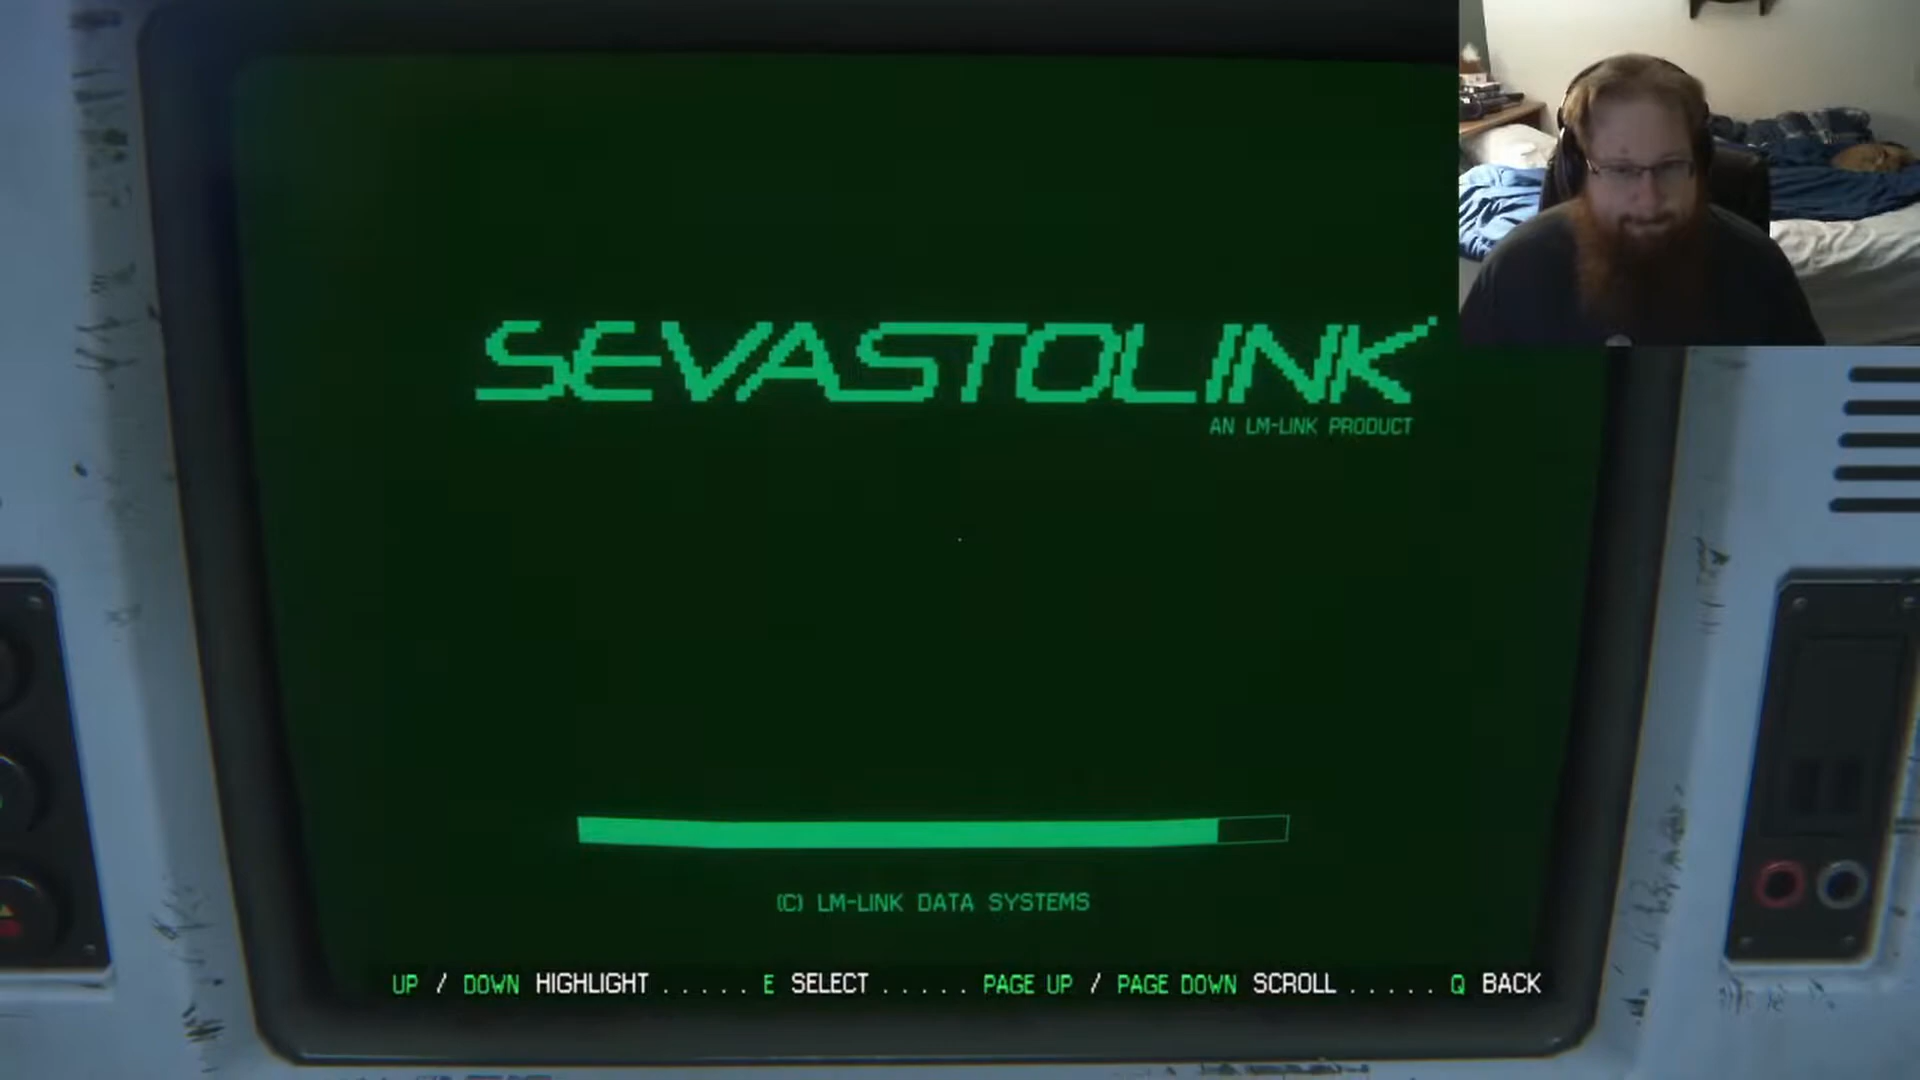 SEVASTOLINK
AN LM-LINK PRODUCT
(C) LM-LINK DATA SYSTEMS
UP / DOWN HIGHLIGHT ..... E SELECT ..... PAGE UP / PAGE DOWN SCROLL ..... Q BACK